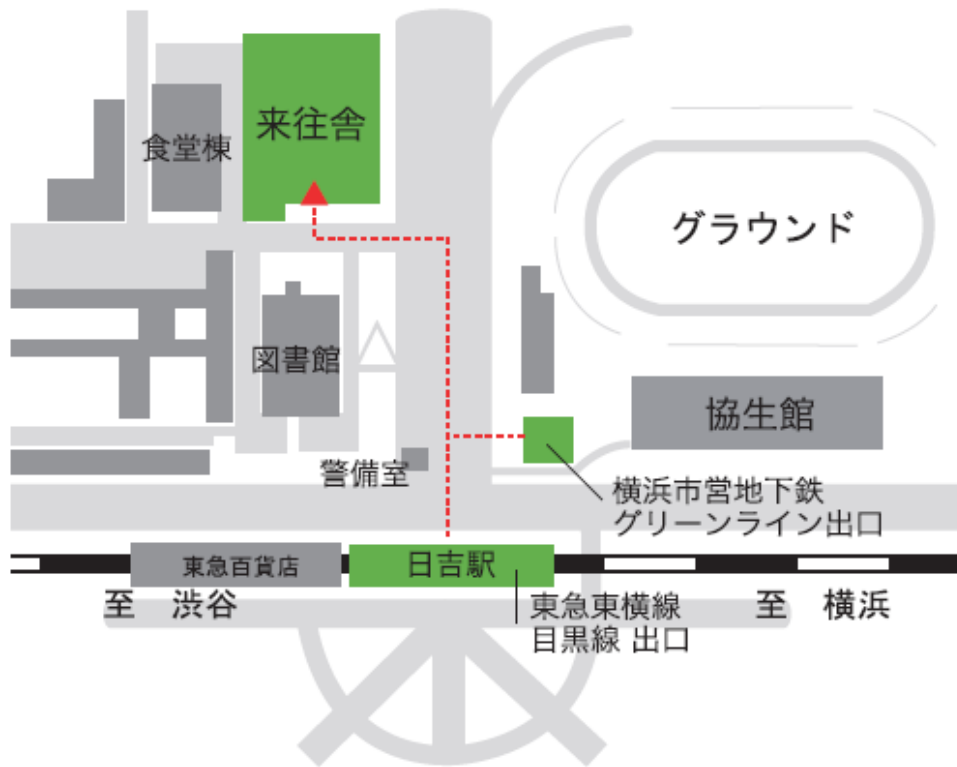 来往舎
食堂棟
グラウンド
図書館
協生館
警備室
横浜市営地下鉄
グリーンライン出口
東急百貨店
日吉駅
至 渋谷
東急東横線
目黒線 出口
至 横浜